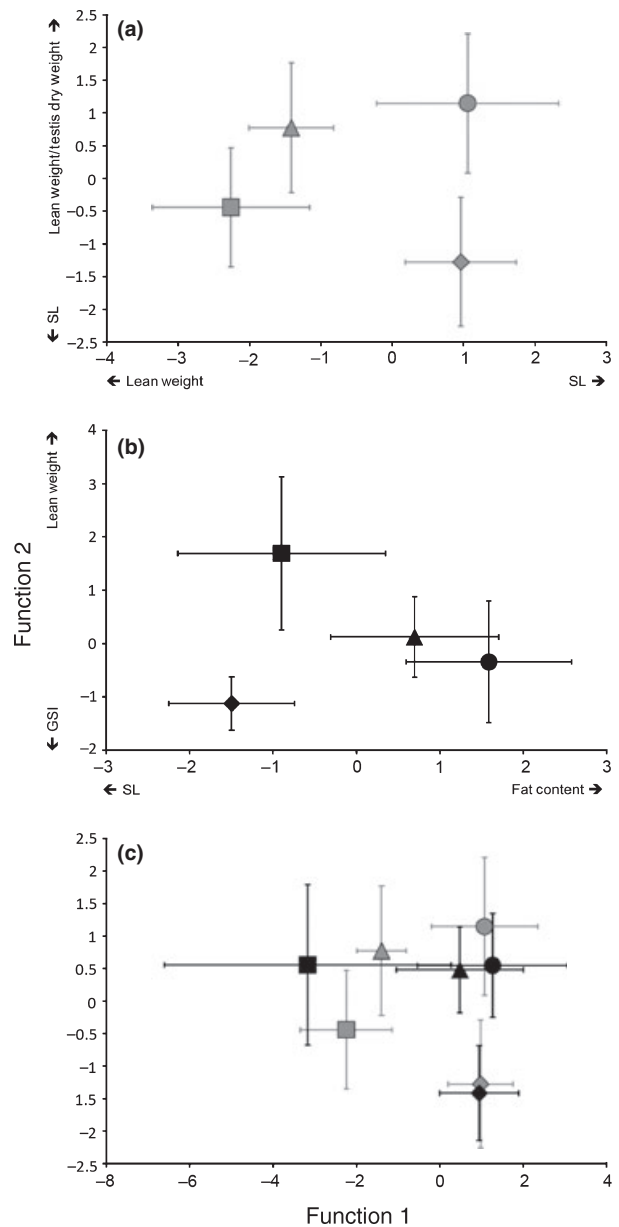 (a)
Lean weight/testis dry weight →
← SL
2.5
2
1.5
1
0.5
0
–0.5
–1
–1.5
–2
–2.5
–4 –3 –2 –1 0 1 2 3
← Lean weight SL →
(b)
Function 2
Lean weight →
← GSI
4
3
2
1
0
–1
–2
–3 –2 –1 0 1 2 3
← SL Fat content →
(c)
2.5
2
1.5
1
0.5
0
–0.5
–1
1.5
–2
–2.5
–8 –6 –4 –2 0 2 4
Function 1